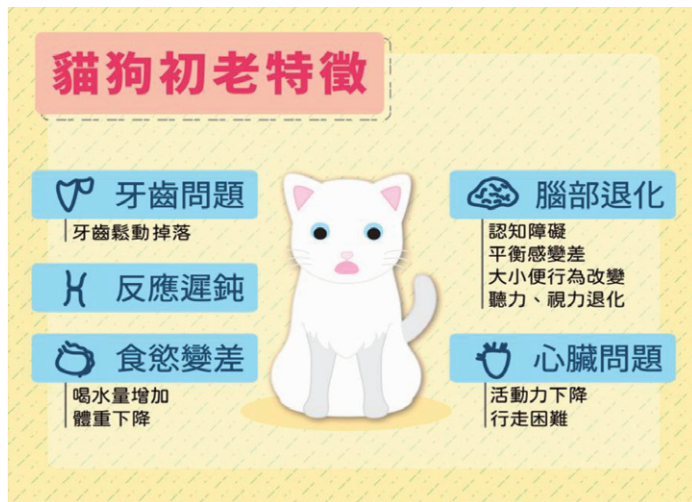 貓狗初老特徵
牙齒問題
牙齒鬆動掉落
反應遲鈍
食慾變差
喝水量增加
體重下降
腦部退化
認知障礙
平衡感變差
大小便行為改變
聽力、視力退化
心臟問題
活動力下降
行走困難